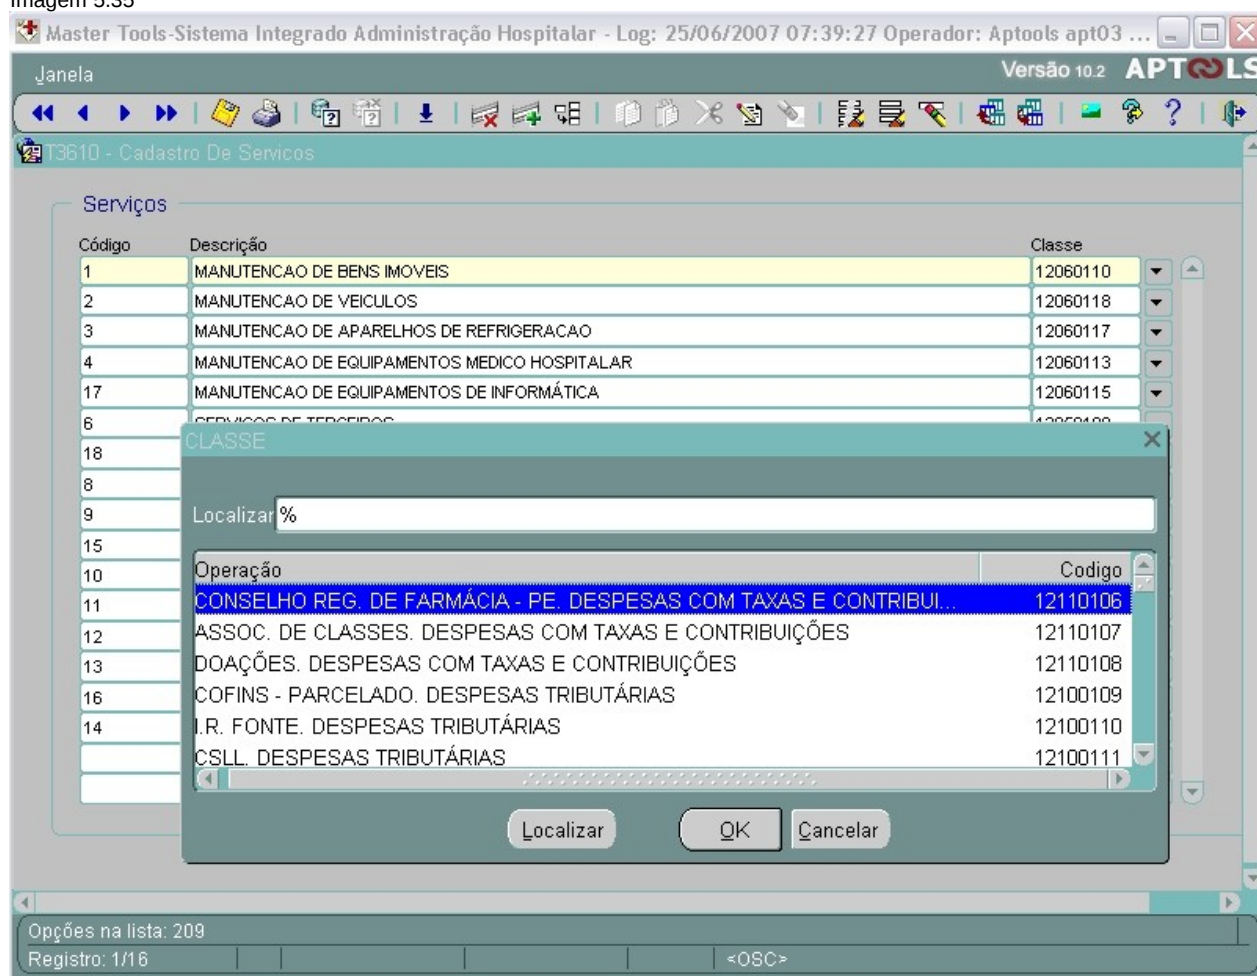 Imagem 5.35
Master Tools-Sistema Integrado Administração Hospitalar - Log: 25/06/2007 07:39:27 Operador: Aptools apt03 ...
Janela
Versão 10.2 APTOOLS
T3610 - Cadastro De Servicos
Serviços
Código Descrição Classe
1 MANUTENCAO DE BENS IMOVEIS 12060110
2 MANUTENCAO DE VEICULOS 12060118
3 MANUTENCAO DE APARELHOS DE REFRIGERACAO 12060117
4 MANUTENCAO DE EQUIPAMENTOS MEDICO HOSPITALAR 12060113
17 MANUTENCAO DE EQUIPAMENTOS DE INFORMÁTICA 12060115
6 SERVICOS DE TERCEIROS
18
8
9
15
10
11
12
13
16
14
CLASSE
Localizar %
Operação Codigo
CONSELHO REG. DE FARMÁCIA - PE. DESPESAS COM TAXAS E CONTRIBUI... 12110106
ASSOC. DE CLASSES. DESPESAS COM TAXAS E CONTRIBUIÇÕES 12110107
DOAÇÕES. DESPESAS COM TAXAS E CONTRIBUIÇÕES 12110108
COFINS - PARCELADO. DESPESAS TRIBUTÁRIAS 12100109
I.R. FONTE. DESPESAS TRIBUTÁRIAS 12100110
CSLL. DESPESAS TRIBUTÁRIAS 12100111
Localizar OK Cancelar
Opções na lista: 209
Registro: 1/16 <OSC>